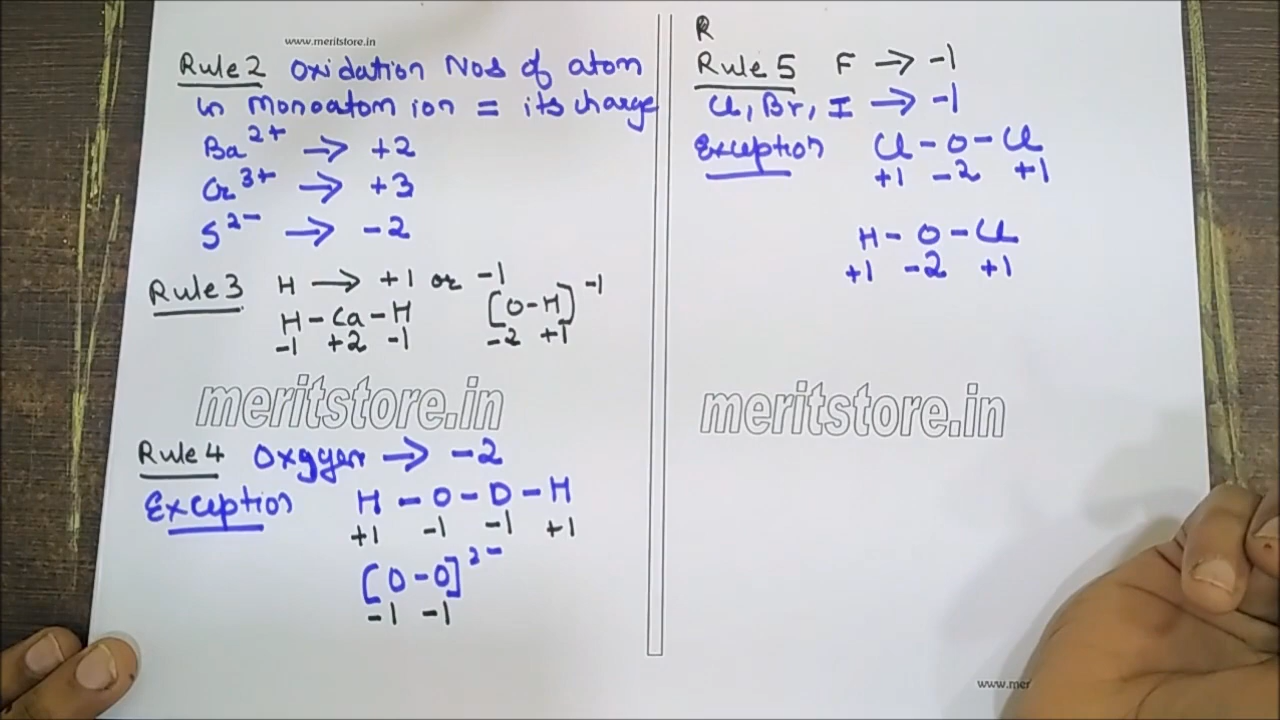 www.meritstore.in
Rule 2 Oxidation Nos of atom
in monoatom ion = its charge
Ba2+ → +2
Cr3+ → +3
S2- → -2
Rule 3 H → +1 or -1
H - Ca - H [O-H]-1
-1 +2 -1 -2 +1
meritstore.in
Rule 4 Oxygen → -2
Exception H - O - O - H
+1 -1 -1 +1
[O-O]2-
-1 -1
R
Rule 5 F → -1
Cl, Br, I → -1
Exception Cl - O - Cl
+1 -2 +1
H - O - Cl
+1 -2 +1
meritstore.in
www.meri